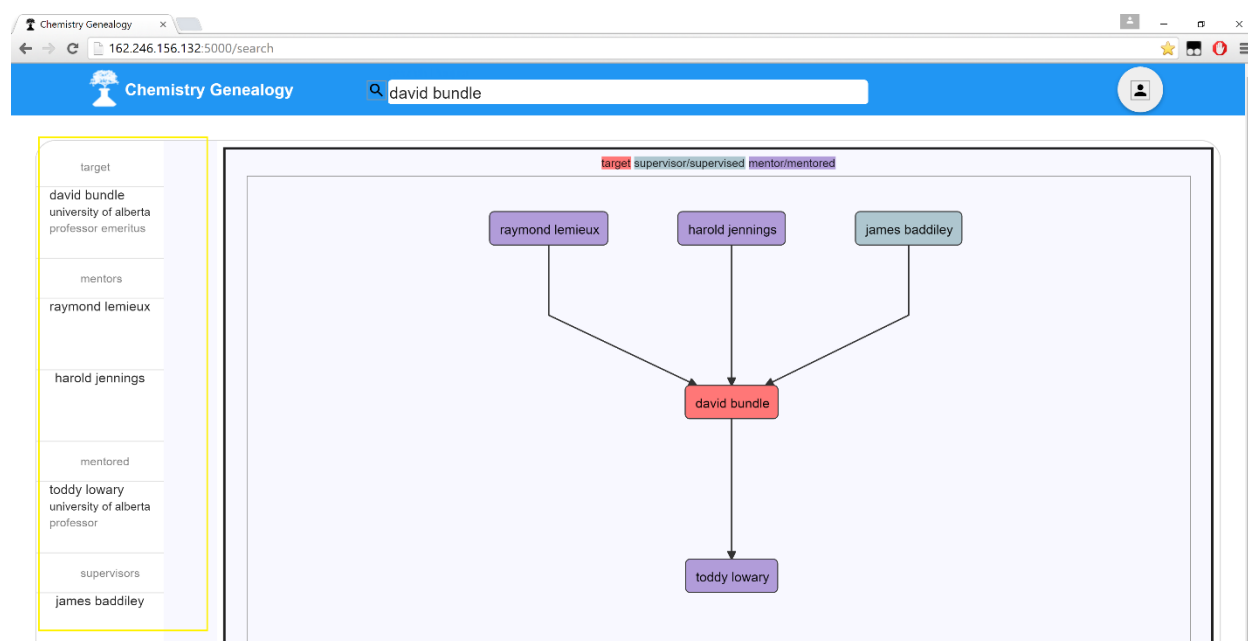 Chemistry Genealogy
162.246.156.132:5000/search
Chemistry Genealogy
david bundle
target
david bundle
university of alberta
professor emeritus
mentors
raymond lemieux
harold jennings
mentored
toddy lowary
university of alberta
professor
supervisors
james baddiley
target supervisor/supervised mentor/mentored
raymond lemieux
harold jennings
james baddiley
david bundle
toddy lowary